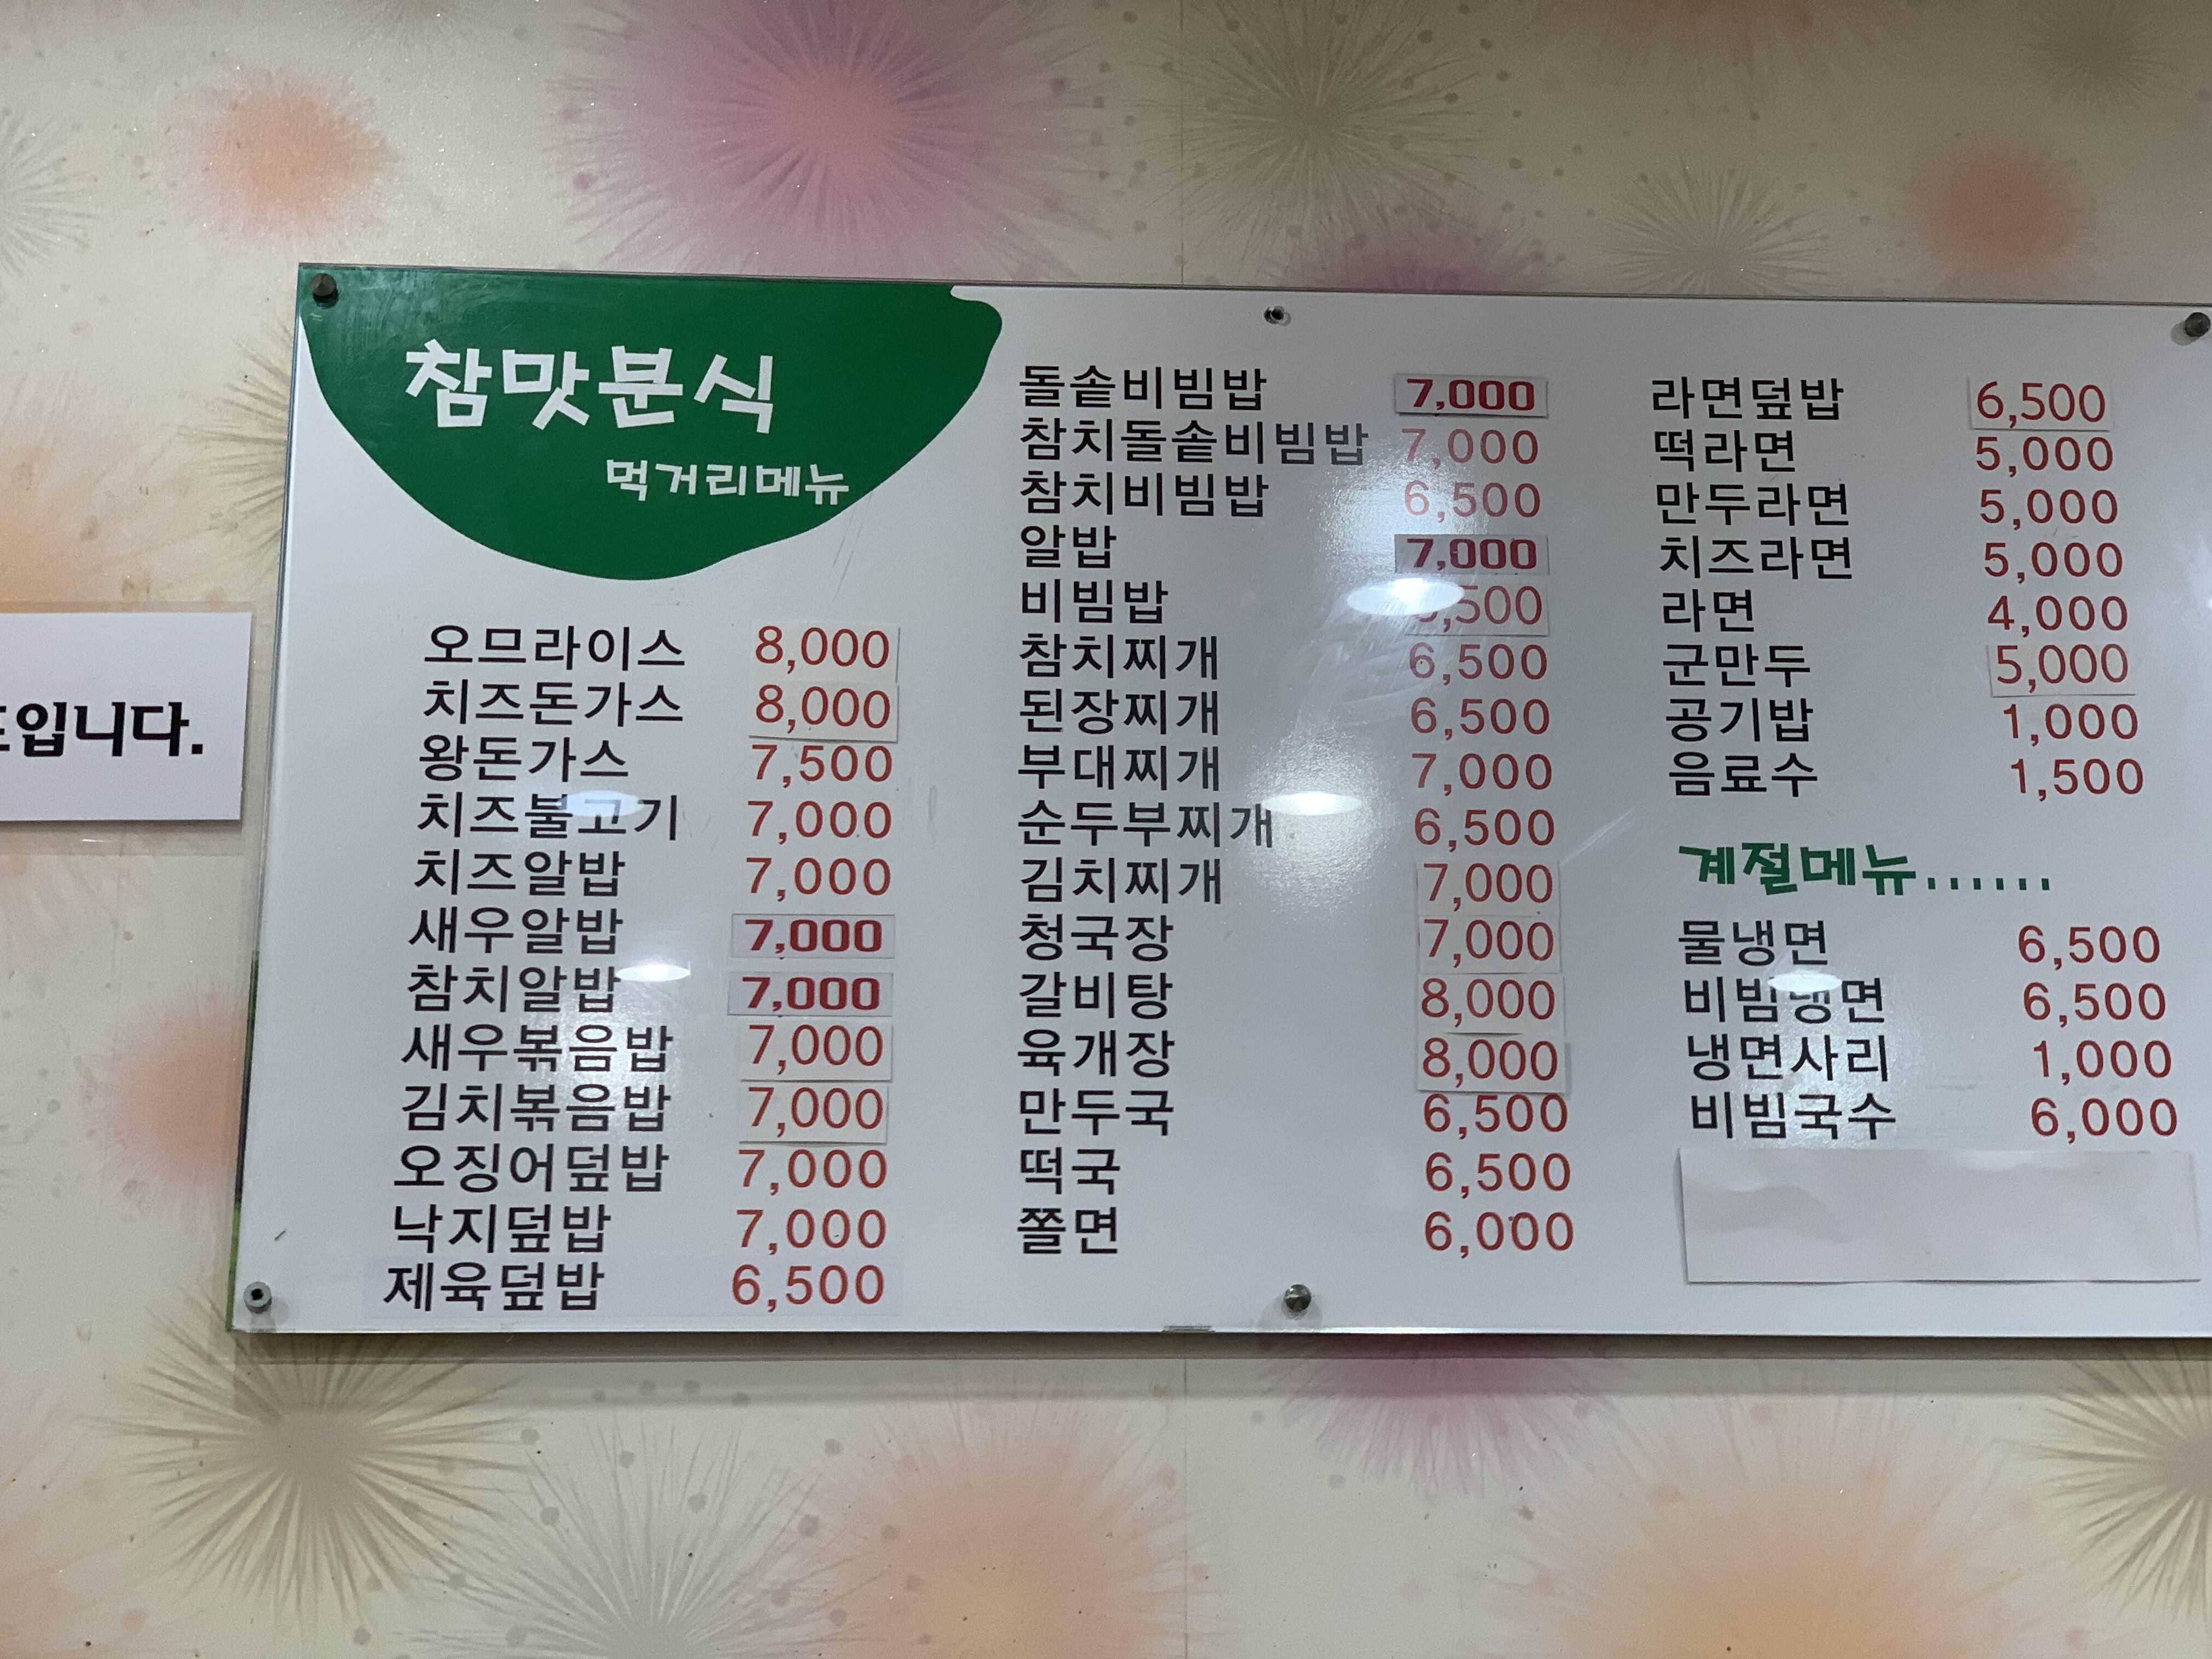 참맛분식
먹거리메뉴
오므라이스 8,000
치즈돈가스 8,000
왕돈가스 7,500
치즈불고기 7,000
치즈알밥 7,000
새우알밥 7,000
참치알밥 7,000
새우볶음밥 7,000
김치볶음밥 7,000
오징어덮밥 7,000
낙지덮밥 7,000
제육덮밥 6,500
돌솥비빔밥 7,000
참치돌솥비빔밥 7,000
참치비빔밥 6,500
알밥 7,000
비빔밥
참치찌개 6,500
된장찌개 6,500
부대찌개 7,000
순두부찌개 6,500
김치찌개 7,000
청국장 7,000
갈비탕 8,000
육개장 8,000
만두국 6,500
떡국 6,500
쫄면 6,000
라면덮밥 6,500
떡라면 5,000
만두라면 5,000
치즈라면 5,000
라면 4,000
군만두 5,000
공기밥 1,000
음료수 1,500
계절메뉴......
물냉면 6,500
비빔냉면 6,500
냉면사리 1,000
비빔국수 6,000